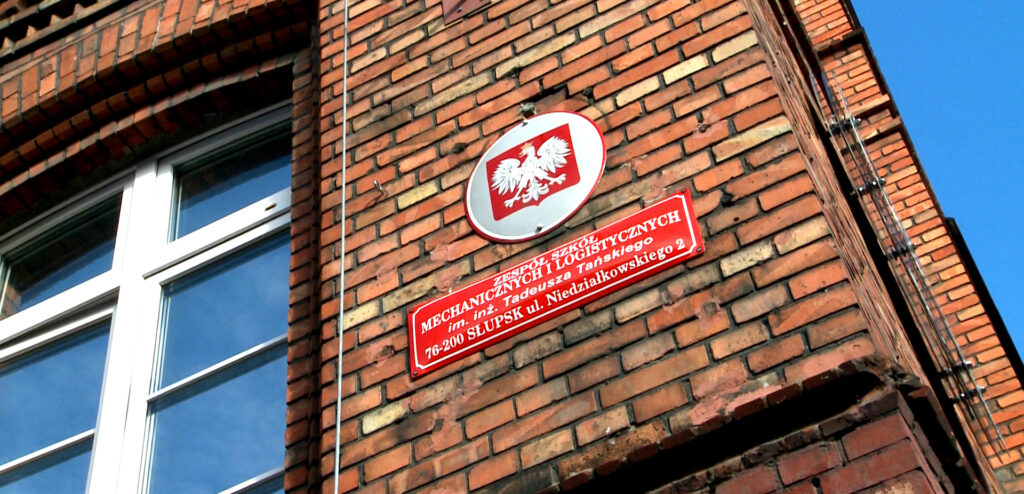 ZESPÓŁ SZKÓŁ
MECHANICZNYCH I LOGISTYCZNYCH
im. inż. Tadeusza Tańskiego
76-200 SŁUPSK ul. Niedziałkowskiego 2